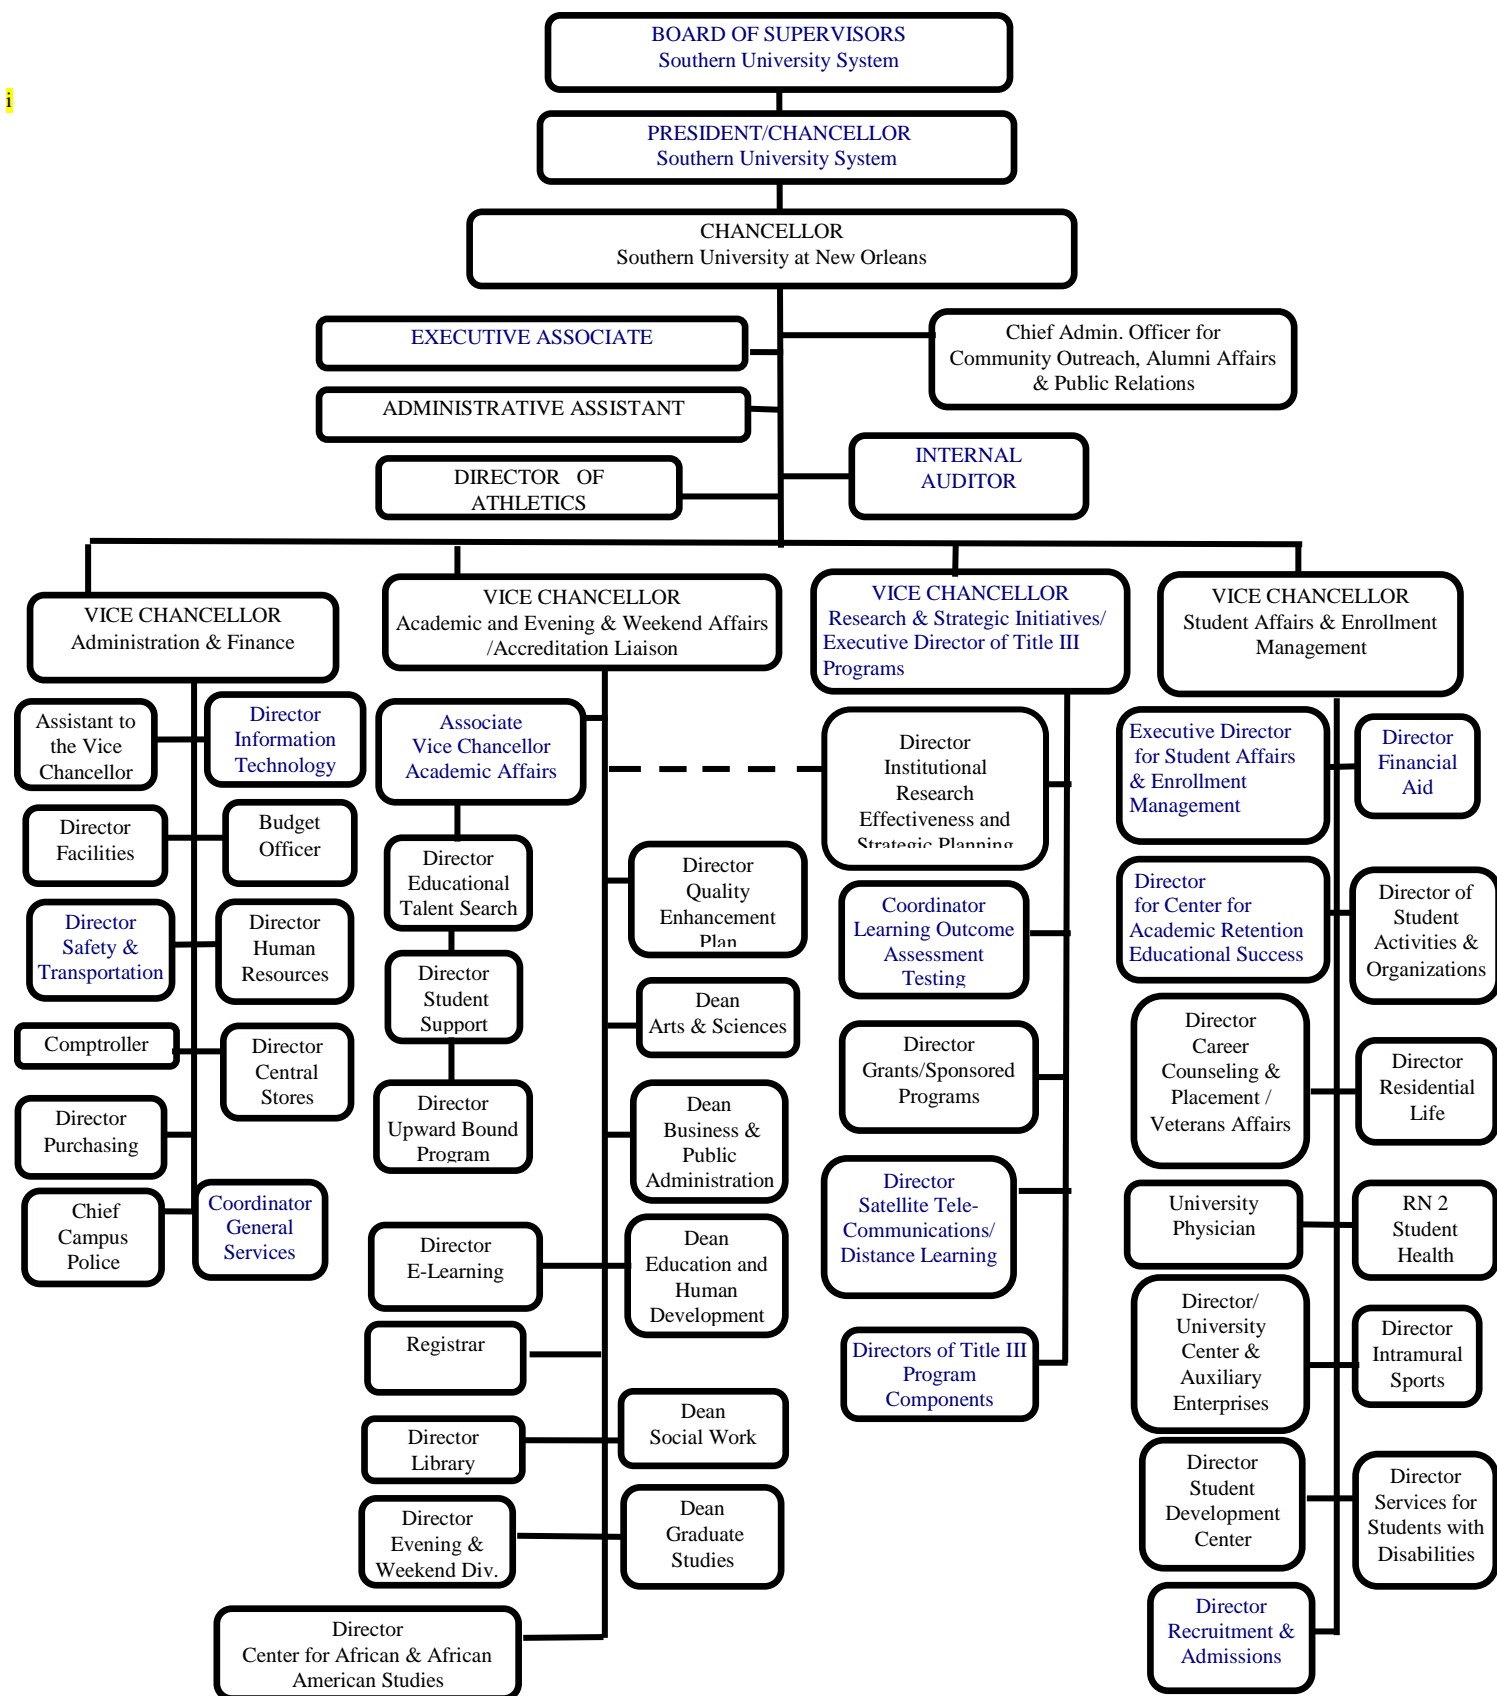 BOARD OF SUPERVISORS
Southern University System
i
PRESIDENT/CHANCELLOR
Southern University System
CHANCELLOR
Southern University at New Orleans
EXECUTIVE ASSOCIATE
Chief Admin. Officer for
Community Outreach, Alumni Affairs
& Public Relations
ADMINISTRATIVE ASSISTANT
INTERNAL
AUDITOR
DIRECTOR OF
ATHLETICS
VICE CHANCELLOR
Administration & Finance
VICE CHANCELLOR
Academic and Evening & Weekend Affairs
/Accreditation Liaison
VICE CHANCELLOR
Research & Strategic Initiatives/
Executive Director of Title III
Programs
VICE CHANCELLOR
Student Affairs & Enrollment
Management
Assistant to
the Vice
Chancellor
Director
Information
Technology
Director
Facilities
Budget
Officer
Director
Safety &
Transportation
Director
Human
Resources
Comptroller
Director
Central
Stores
Director
Purchasing
Chief
Campus
Police
Coordinator
General
Services
Associate
Vice Chancellor
Academic Affairs
Director
Educational
Talent Search
Director
Student
Support
Director
Upward Bound
Program
Director
Quality
Enhancement
Plan
Dean
Arts & Sciences
Dean
Business &
Public
Administration
Director
E-Learning
Dean
Education and
Human
Development
Registrar
Director
Library
Dean
Social Work
Director
Evening &
Weekend Div.
Dean
Graduate
Studies
Director
Center for African & African
American Studies
Director
Institutional
Research
Effectiveness and
Strategic Planning
Coordinator
Learning Outcome
Assessment
Testing
Director
Grants/Sponsored
Programs
Director
Satellite Tele-
Communications/
Distance Learning
Directors of Title III
Program
Components
Executive Director
for Student Affairs
& Enrollment
Management
Director
Financial
Aid
Director
for Center for
Academic Retention
Educational Success
Director of
Student
Activities &
Organizations
Director
Career
Counseling &
Placement /
Veterans Affairs
Director
Residential
Life
University
Physician
RN 2
Student
Health
Director/
University
Center &
Auxiliary
Enterprises
Director
Intramural
Sports
Director
Student
Development
Center
Director
Services for
Students with
Disabilities
Director
Recruitment &
Admissions